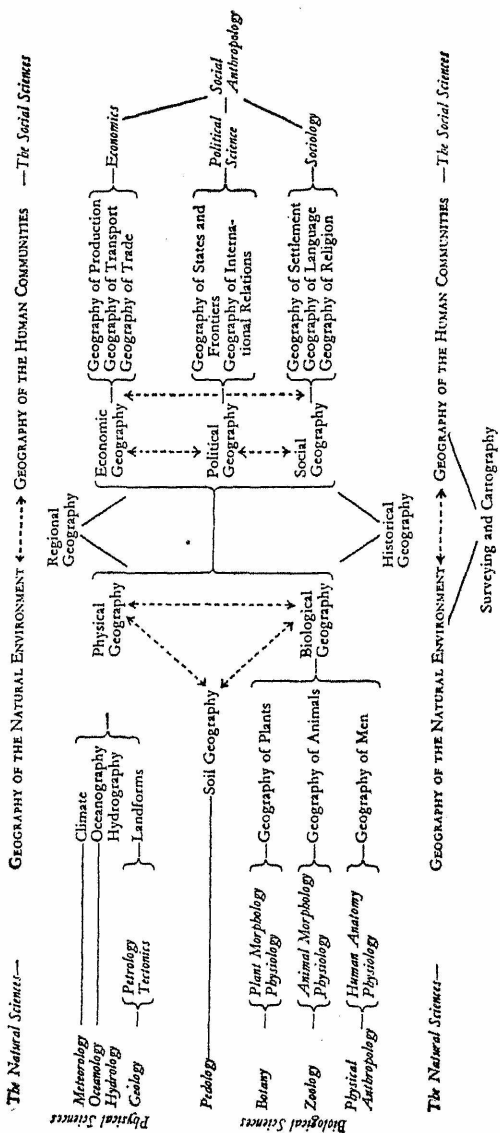 The Natural Sciences— GEOGRAPHY OF THE NATURAL ENVIRONMENT <-----> GEOGRAPHY OF THE HUMAN COMMUNITIES —The Social Sciences
Physical Sciences
Meteorology
Oceanology
Hydrology
Geology
Petrology
Tertonics
Climate
Oceanography
Hydrography
Landforms
Pedology
Soil Geography
Biological Sciences
Botany
Plant Morphology
Physiology
Geography of Plants
Zoology
Animal Morphology
Physiology
Geography of Animals
Physical
Anthropology
Human Anatomy
Physiology
Geography of Men
Physical
Geography
Biological
Geography
Regional
Geography
Historical
Geography
Economic
Geography
Geography of Production
Geography of Transport
Geography of Trade
Economics
Political
Geography
Geography of States and
Frontiers
Geography of Interna-
tional Relations
Political
Science
Social
Geography
Geography of Settlement
Geography of Language
Geography of Religion
Sociology
Social
Anthropology
The Natural Sciences— GEOGRAPHY OF THE NATURAL ENVIRONMENT <-----> GEOGRAPHY OF THE HUMAN COMMUNITIES —The Social Sciences
Surveying and Cartography